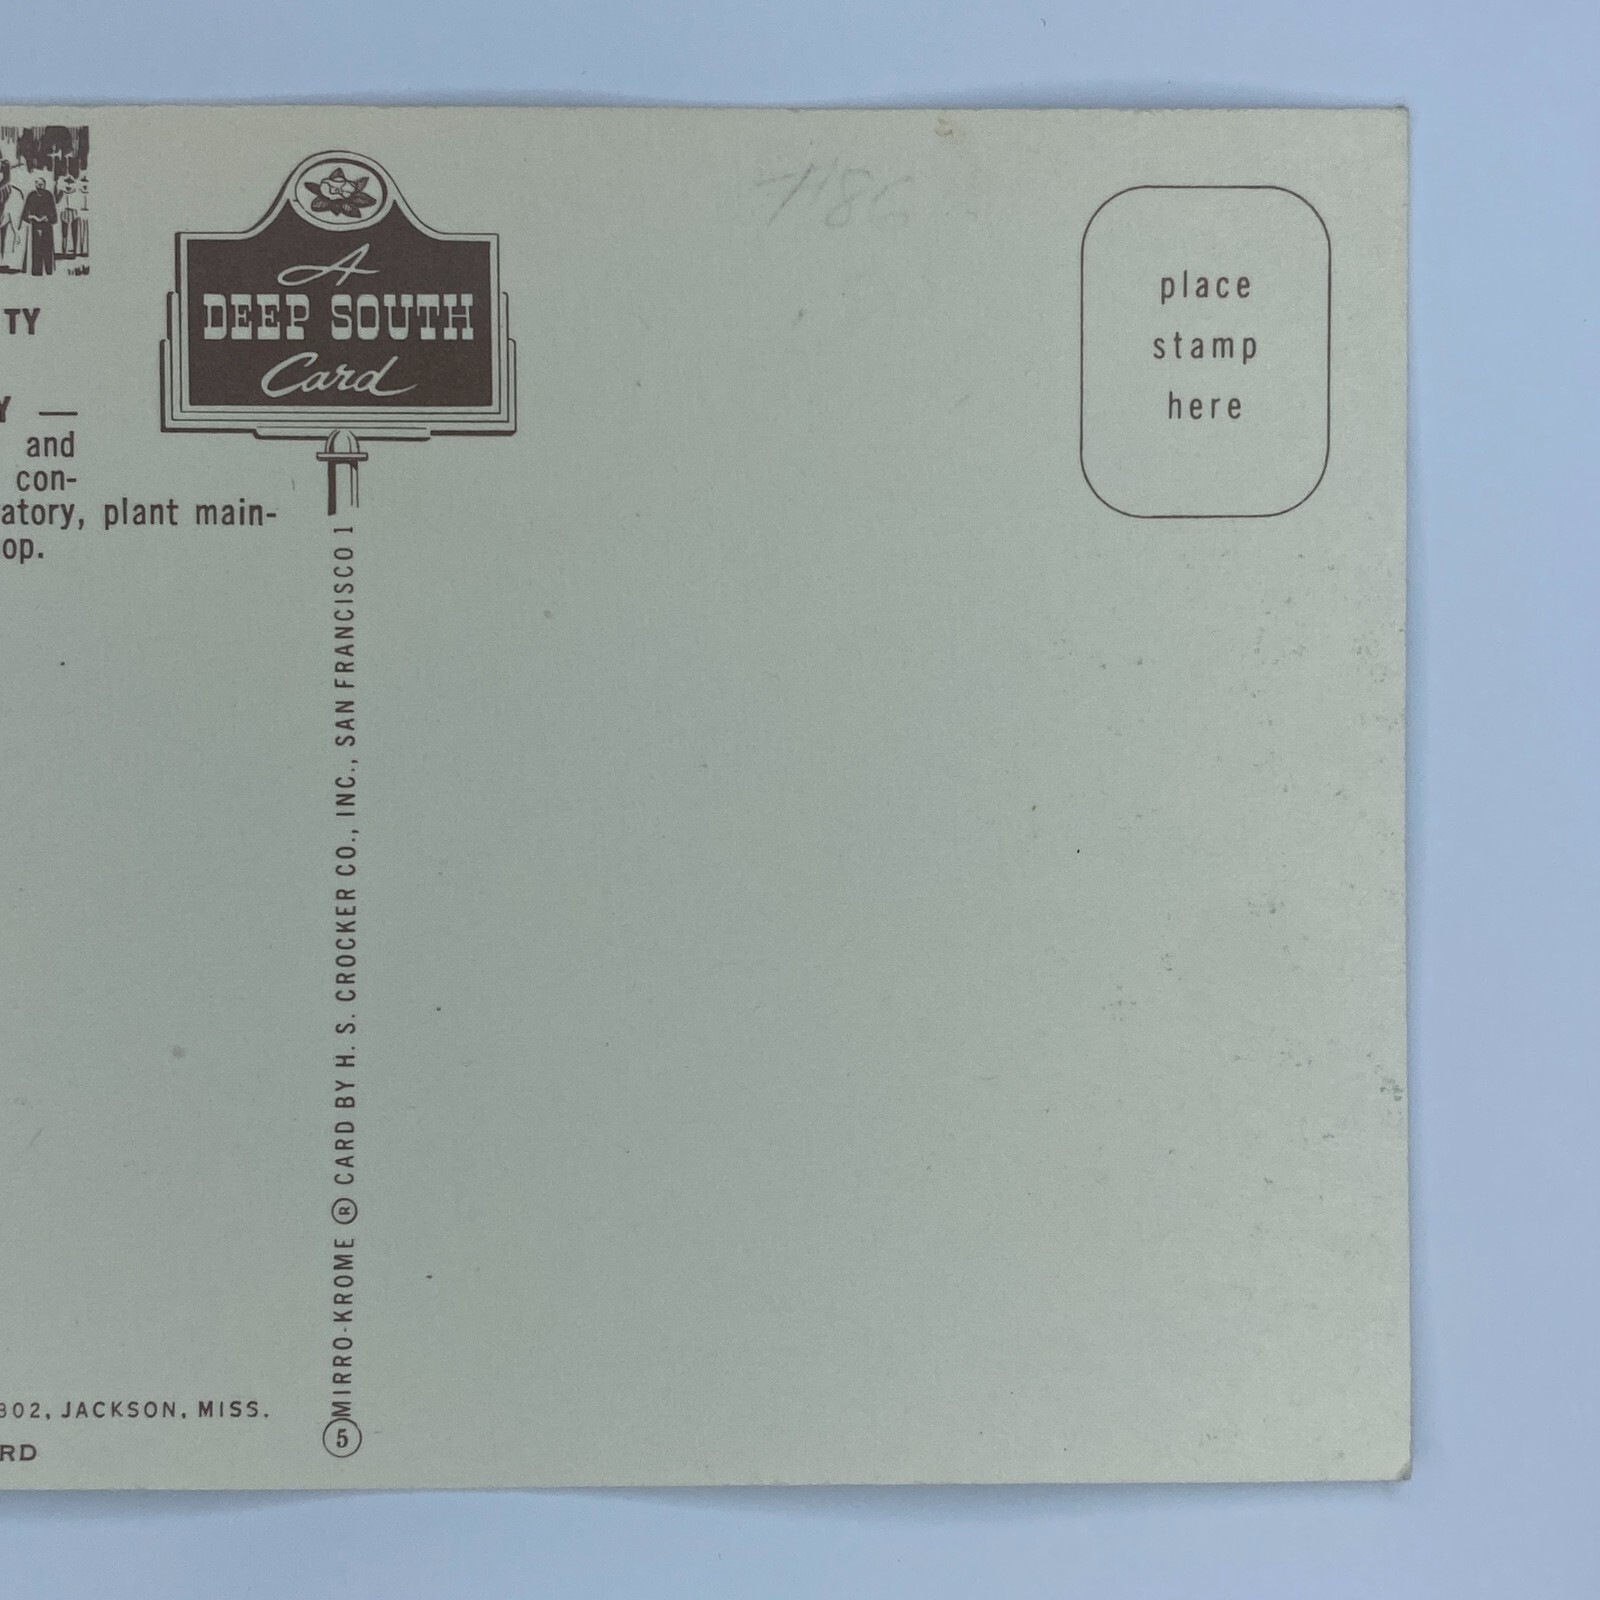 TY
Y —
and
con-
atory, plant main-
op.
A
DEEP SOUTH
Card
place
stamp
here
MIRRO-KROME ® CARD BY H. S. CROCKER CO., INC., SAN FRANCISCO 1
5
302, JACKSON, MISS.
RD